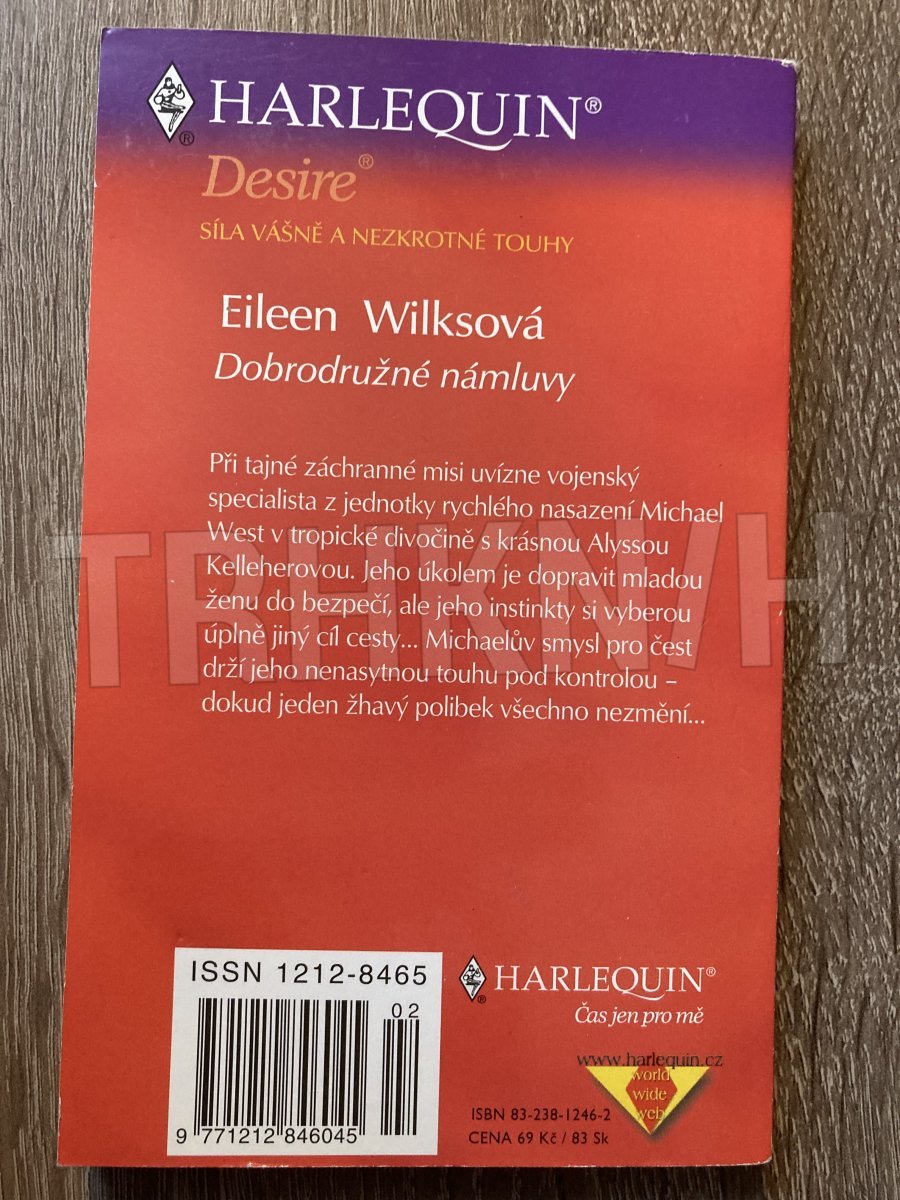 HARLEQUIN®
®
Desire®
SÍLA VÁŠNĚ A NEZKROTNÉ TOUHY
Eileen Wilksová
Dobrodružné námluvy
Při tajné záchranné misi uvízne vojenský
specialista z jednotky rychlého nasazení Michael
West v tropické divočině s krásnou Alyssou
Kelleherovou. Jeho úkolem je dopravit mladou
ženu do bezpečí, ale jeho instinkty si vyberou
úplně jiný cíl cesty... Michaelův smysl pro čest
drží jeho nenasytnou touhu pod kontrolou –
dokud jeden žhavý polibek všechno nezmění...
TRHKNIH
ISSN 1212-8465
02
9 771212 846045
HARLEQUIN®
®
Čas jen pro mě
www.harlequin.cz
world
wide
web
ISBN 83-238-1246-2
CENA 69 Kč / 83 Sk